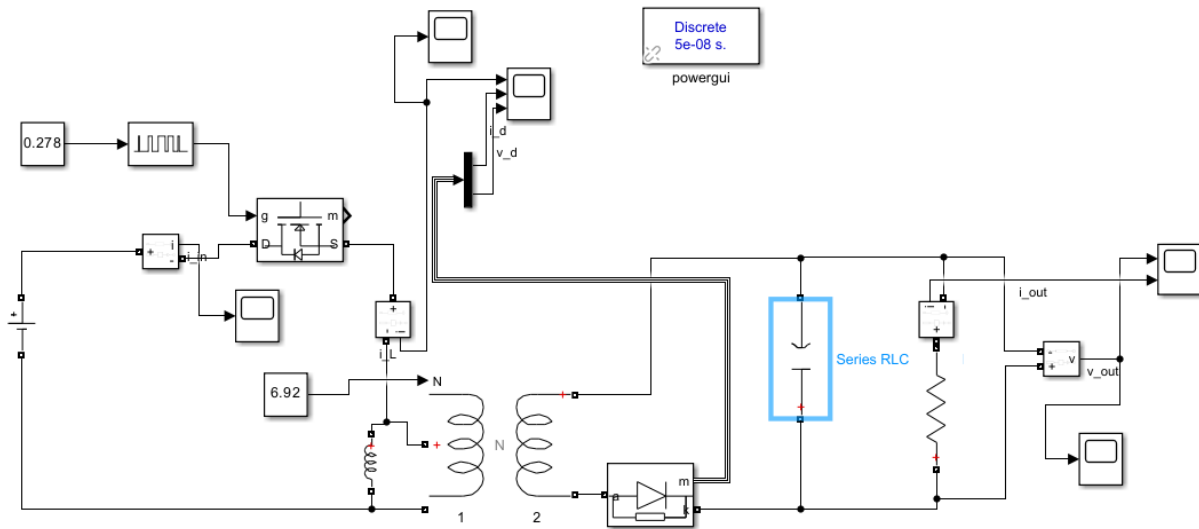 Discrete
5e-08 s.
powergui
i_d
v_d
0.278
g
m
D
S
+
i
-
i_in
+
+
-
i
i_L
i
+
i_out
Series RLC
-
+
v
v_out
6.92
N
+
+
N
+
+
+
a
m
k
1
2